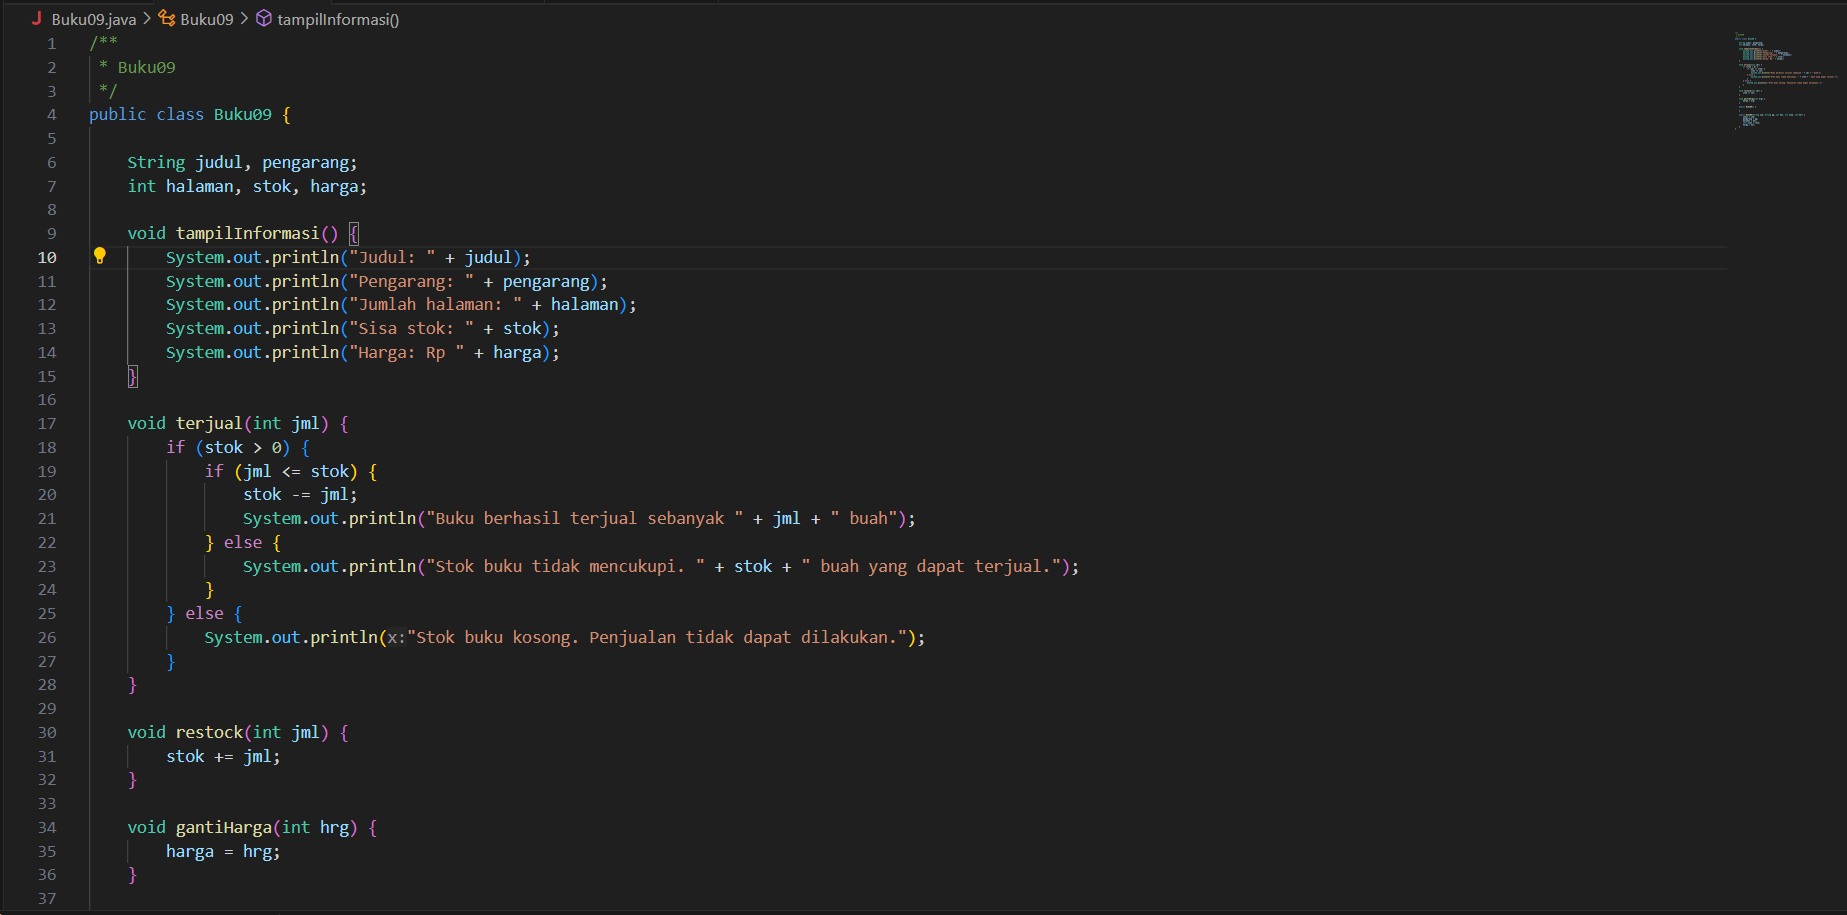 Buku09.java > Buku09 > tampilInformasi()
1 /**
2  * Buku09
3  */
4 public class Buku09 {
5
6     String judul, pengarang;
7     int halaman, stok, harga;
8
9     void tampilInformasi() {
10         System.out.println("Judul: " + judul);
11         System.out.println("Pengarang: " + pengarang);
12         System.out.println("Jumlah halaman: " + halaman);
13         System.out.println("Sisa stok: " + stok);
14         System.out.println("Harga: Rp " + harga);
15     }
16
17     void terjual(int jml) {
18         if (stok > 0) {
19             if (jml <= stok) {
20                 stok -= jml;
21                 System.out.println("Buku berhasil terjual sebanyak " + jml + " buah");
22             } else {
23                 System.out.println("Stok buku tidak mencukupi. " + stok + " buah yang dapat terjual.");
24             }
25         } else {
26             System.out.println(x:"Stok buku kosong. Penjualan tidak dapat dilakukan.");
27         }
28     }
29
30     void restock(int jml) {
31         stok += jml;
32     }
33
34     void gantiHarga(int hrg) {
35         harga = hrg;
36     }
37